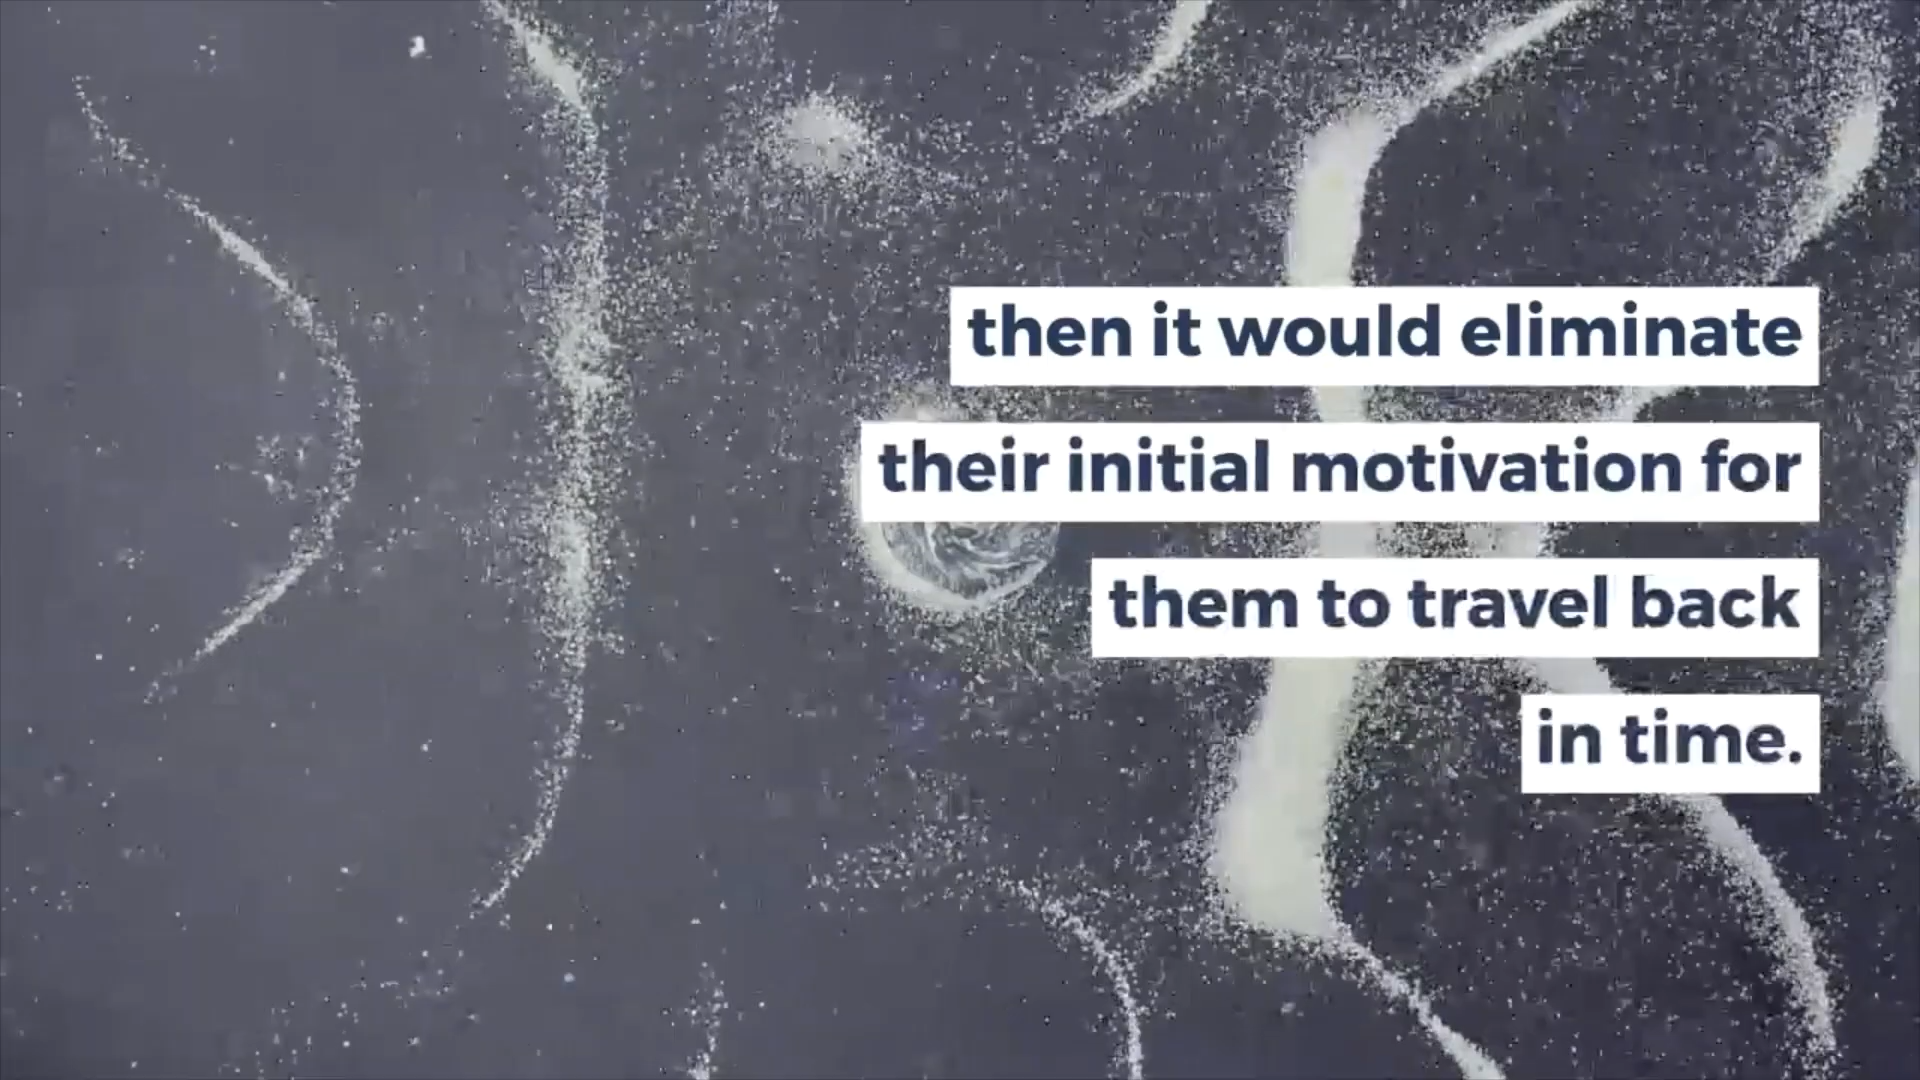 then it would eliminate
their initial motivation for
them to travel back
in time.